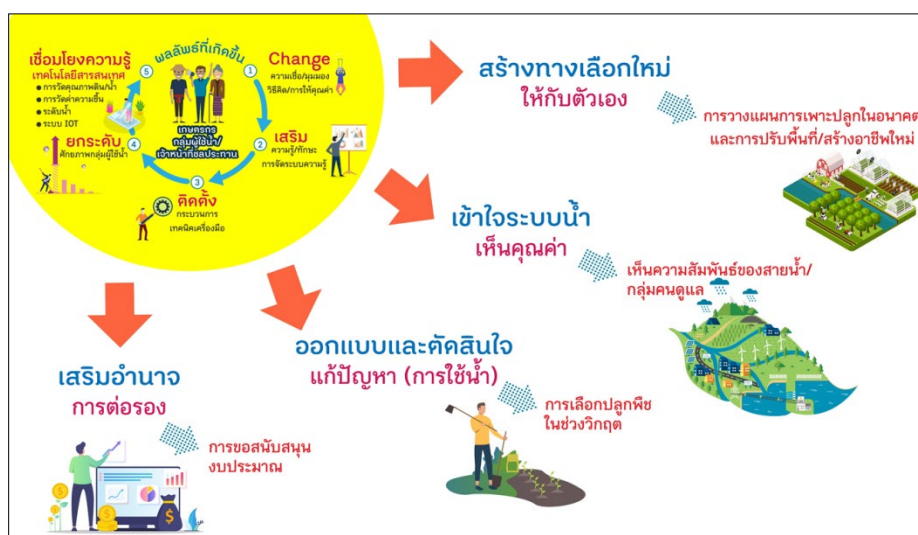 ผลลัพธ์ที่เกิดขึ้น
1
Change
ความเชื่อ/มุมมอง
วิธีคิด/การให้คุณค่า
2
เสริม
ความรู้/ทักษะ
การจัดระบบความรู้
3
ติดตั้ง
กระบวนการ
เทคนิคเครื่องมือ
4
ยกระดับ
ศักยภาพกลุ่มผู้ใช้น้ำ
5
เชื่อมโยงความรู้
เทคโนโลยีสารสนเทศ
● การวัดคุณภาพดิน/น้ำ
● การวัดค่าความชื้น
● ระดับน้ำ
● ระบบ IOT
เกษตรกร
กลุ่มผู้ใช้น้ำ/
เจ้าหน้าที่ชลประทาน
สร้างทางเลือกใหม่
ให้กับตัวเอง
การวางแผนการเพาะปลูกในอนาคต
และการปรับพื้นที่/สร้างอาชีพใหม่
เข้าใจระบบน้ำ
เห็นคุณค่า
เห็นความสัมพันธ์ของสายน้ำ/
กลุ่มคนดูแล
ออกแบบและตัดสินใจ
แก้ปัญหา (การใช้น้ำ)
การเลือกปลูกพืช
ในช่วงวิกฤต
เสริมอำนาจ
การต่อรอง
การขอสนับสนุน
งบประมาณ